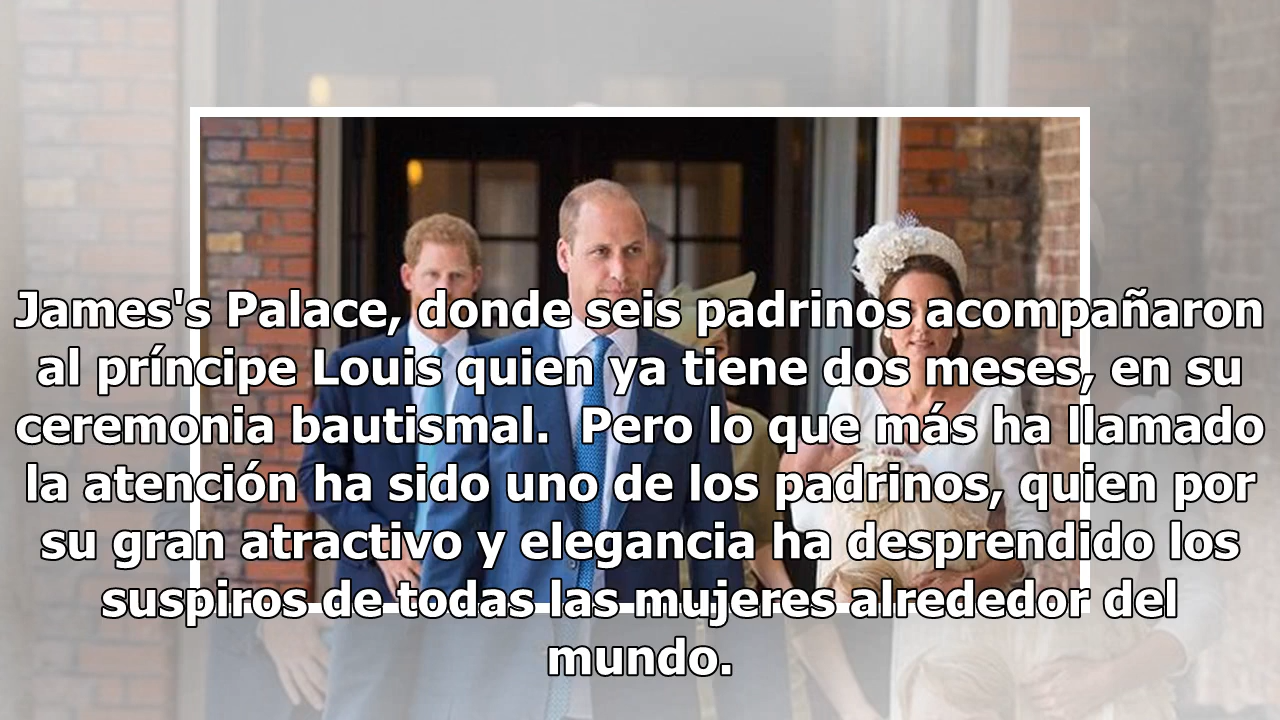 James's Palace, donde seis padrinos acompañaron
al príncipe Louis quien ya tiene dos meses, en su
ceremonia bautismal.  Pero lo que más ha llamado
la atención ha sido uno de los padrinos, quien por
su gran atractivo y elegancia ha desprendido los
suspiros de todas las mujeres alrededor del
mundo.